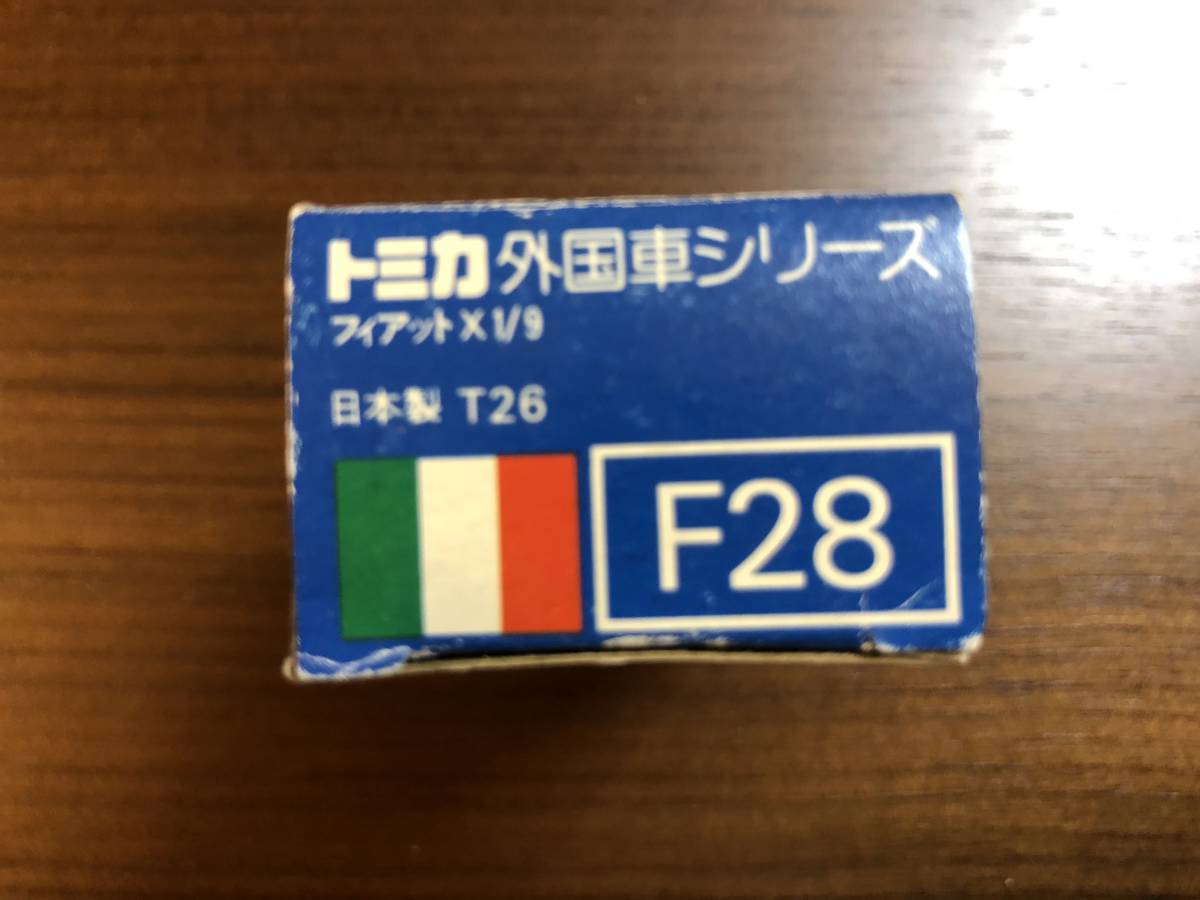 トミカ 外国車シリーズ
フィアットX1/9
日本製 T26
F28